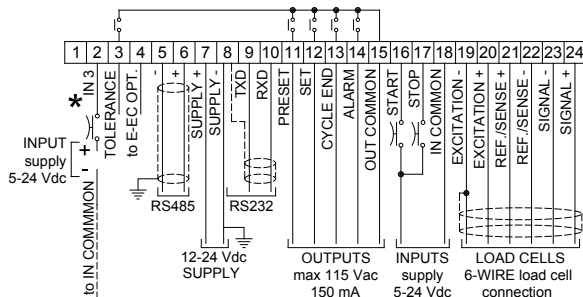 1 2 3 4 5 6 7 8 9 10 11 12 13 14 15 16 17 18 19 20 21 22 23 24
*
IN 3
TOLERANCE
to E-EC OPT.
-
+
SUPPLY +
SUPPLY -
TXD
RXD
PRESET
SET
CYCLE END
ALARM
OUT COMMON
START
STOP
IN COMMON
EXCITATION -
EXCITATION +
REF./SENSE +
REF./SENSE -
SIGNAL -
SIGNAL +
INPUT
supply
5-24 Vdc
+
-
to IN COMMMON
RS485
RS232
12-24 Vdc
SUPPLY
OUTPUTS
max 115 Vac
150 mA
INPUTS
supply
5-24 Vdc
LOAD CELLS
6-WIRE load cell
connection